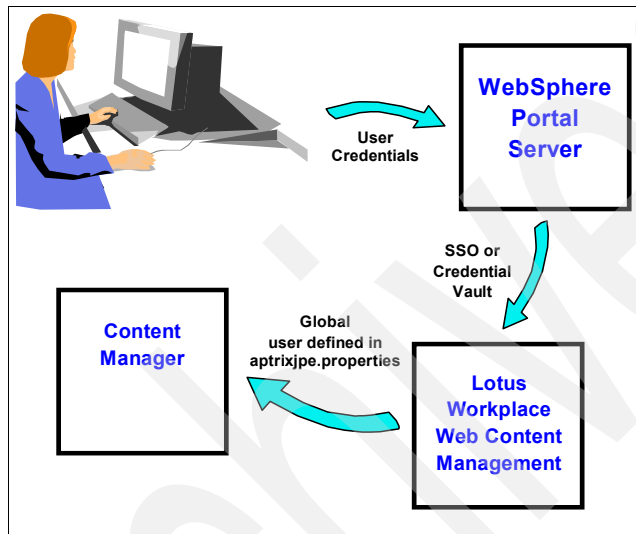 WebSphere
Portal
Server
User
Credentials
SSO or
Credential
Vault
Content
Manager
Global
user defined in
aptrixjpe.properties
Lotus
Workplace
Web Content
Management